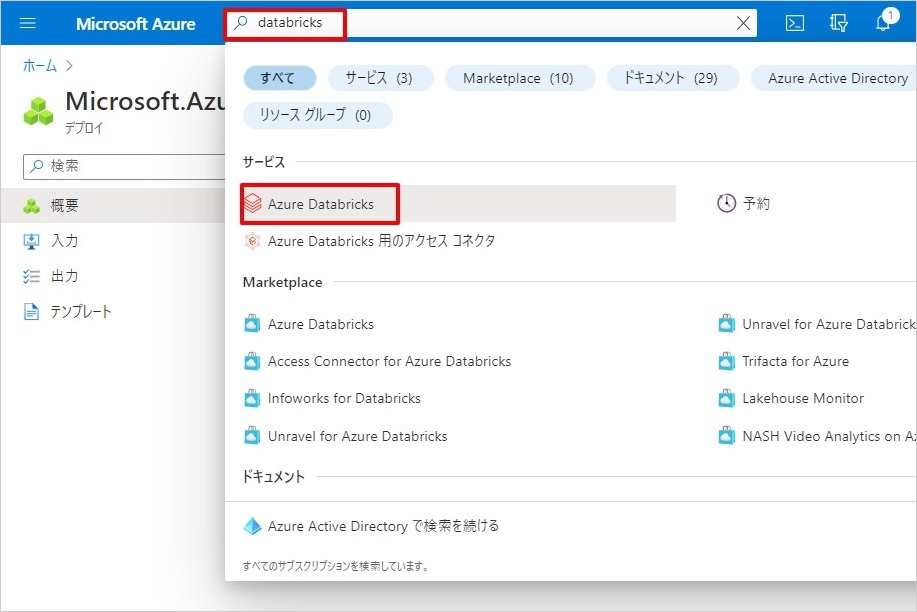 Microsoft Azure
databricks
1
ホーム
Microsoft.Azu
デプロイ
検索
概要
入力
出力
テンプレート
すべて
サービス (3)
Marketplace (10)
ドキュメント (29)
Azure Active Directory
リソース グループ (0)
サービス
Azure Databricks
予約
Azure Databricks 用のアクセス コネクタ
Marketplace
Azure Databricks
Unravel for Azure Databrick
Access Connector for Azure Databricks
Trifacta for Azure
Infoworks for Databricks
Lakehouse Monitor
Unravel for Azure Databricks
NASH Video Analytics on Az
ドキュメント
Azure Active Directory で検索を続ける
すべてのサブスクリプションを検索しています。